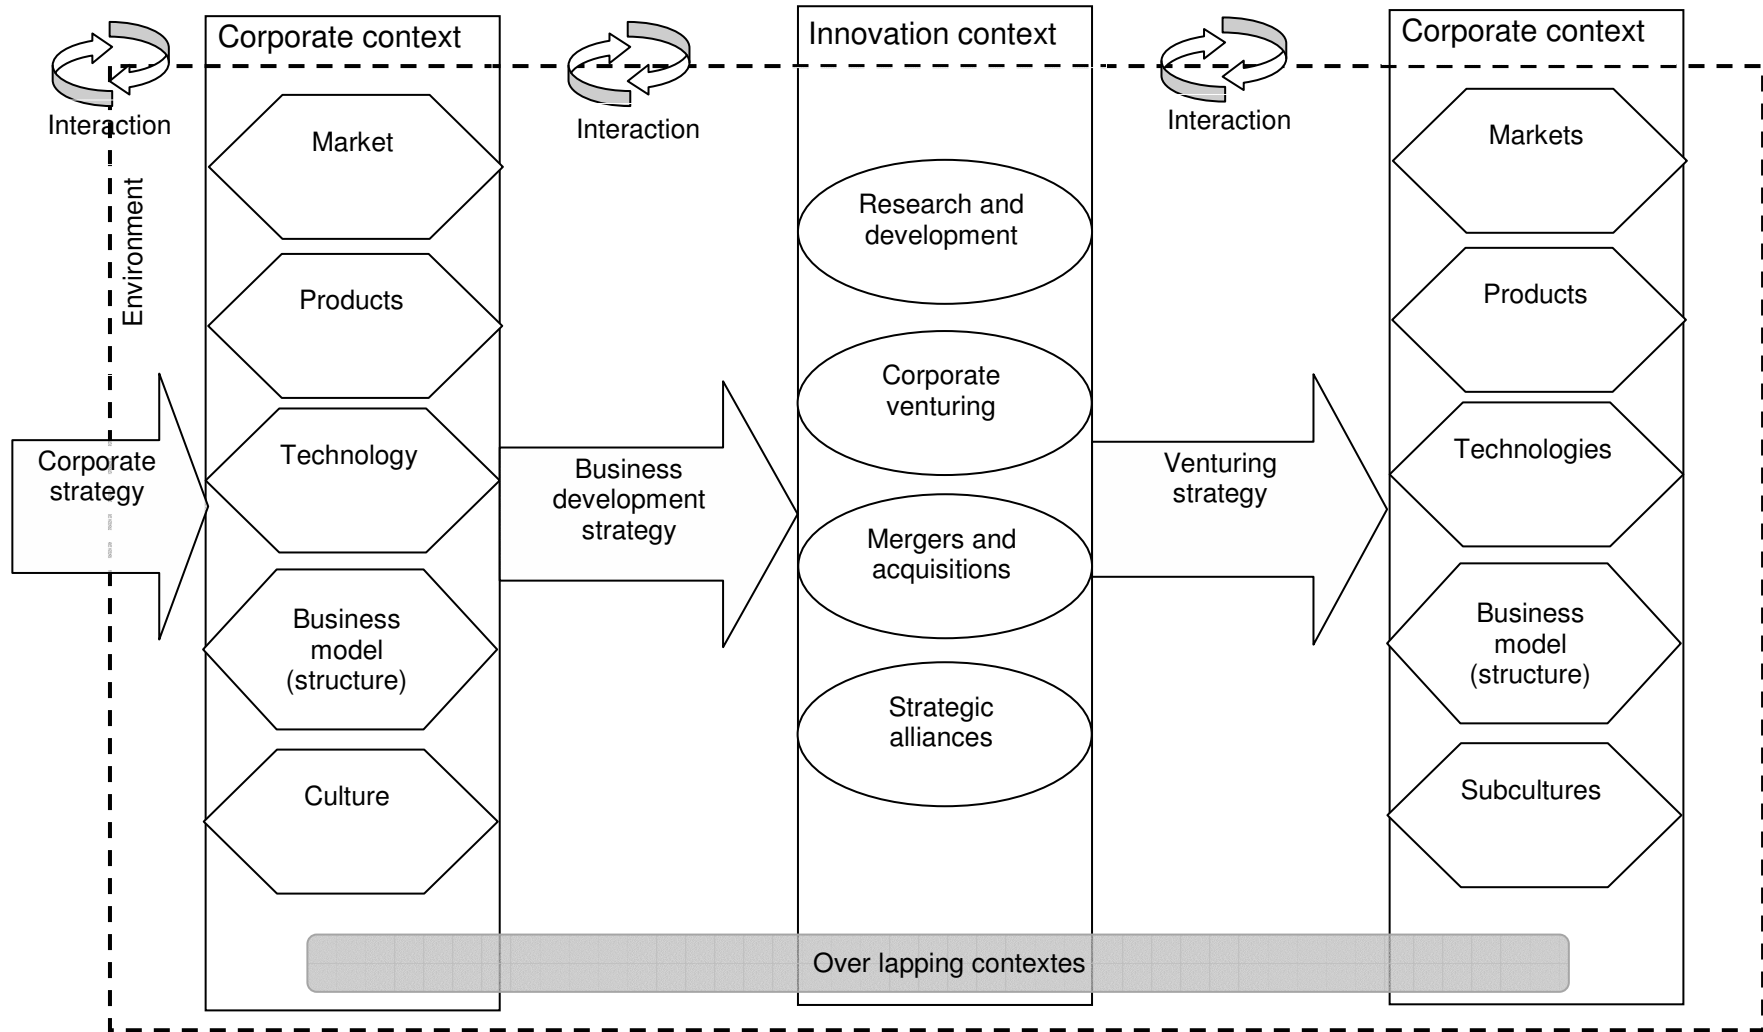 Corporate context
Innovation context
Corporate context
Interaction
Interaction
Interaction
Environment
Corporate
strategy
Market
Products
Technology
Business
model
(structure)
Culture
Business
development
strategy
Research and
development
Corporate
venturing
Mergers and
acquisitions
Strategic
alliances
Venturing
strategy
Markets
Products
Technologies
Business
model
(structure)
Subcultures
Over lapping contextes